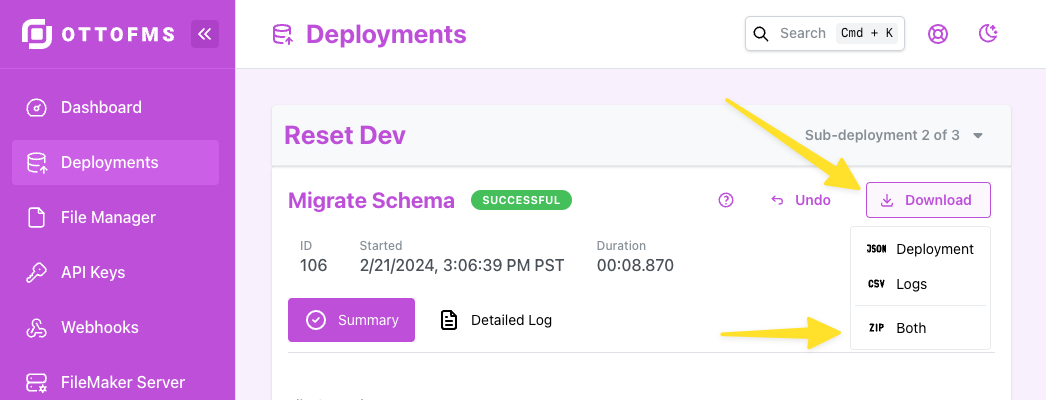 OTTOFMS
Deployments
Search Cmd + K
Dashboard
Deployments
File Manager
API Keys
Webhooks
FileMaker Server
Reset Dev
Sub-deployment 2 of 3
Migrate Schema SUCCESSFUL
Undo
Download
ID Started Duration
106 2/21/2024, 3:06:39 PM PST 00:08.870
Summary Detailed Log
JSON Deployment
CSV Logs
ZIP Both